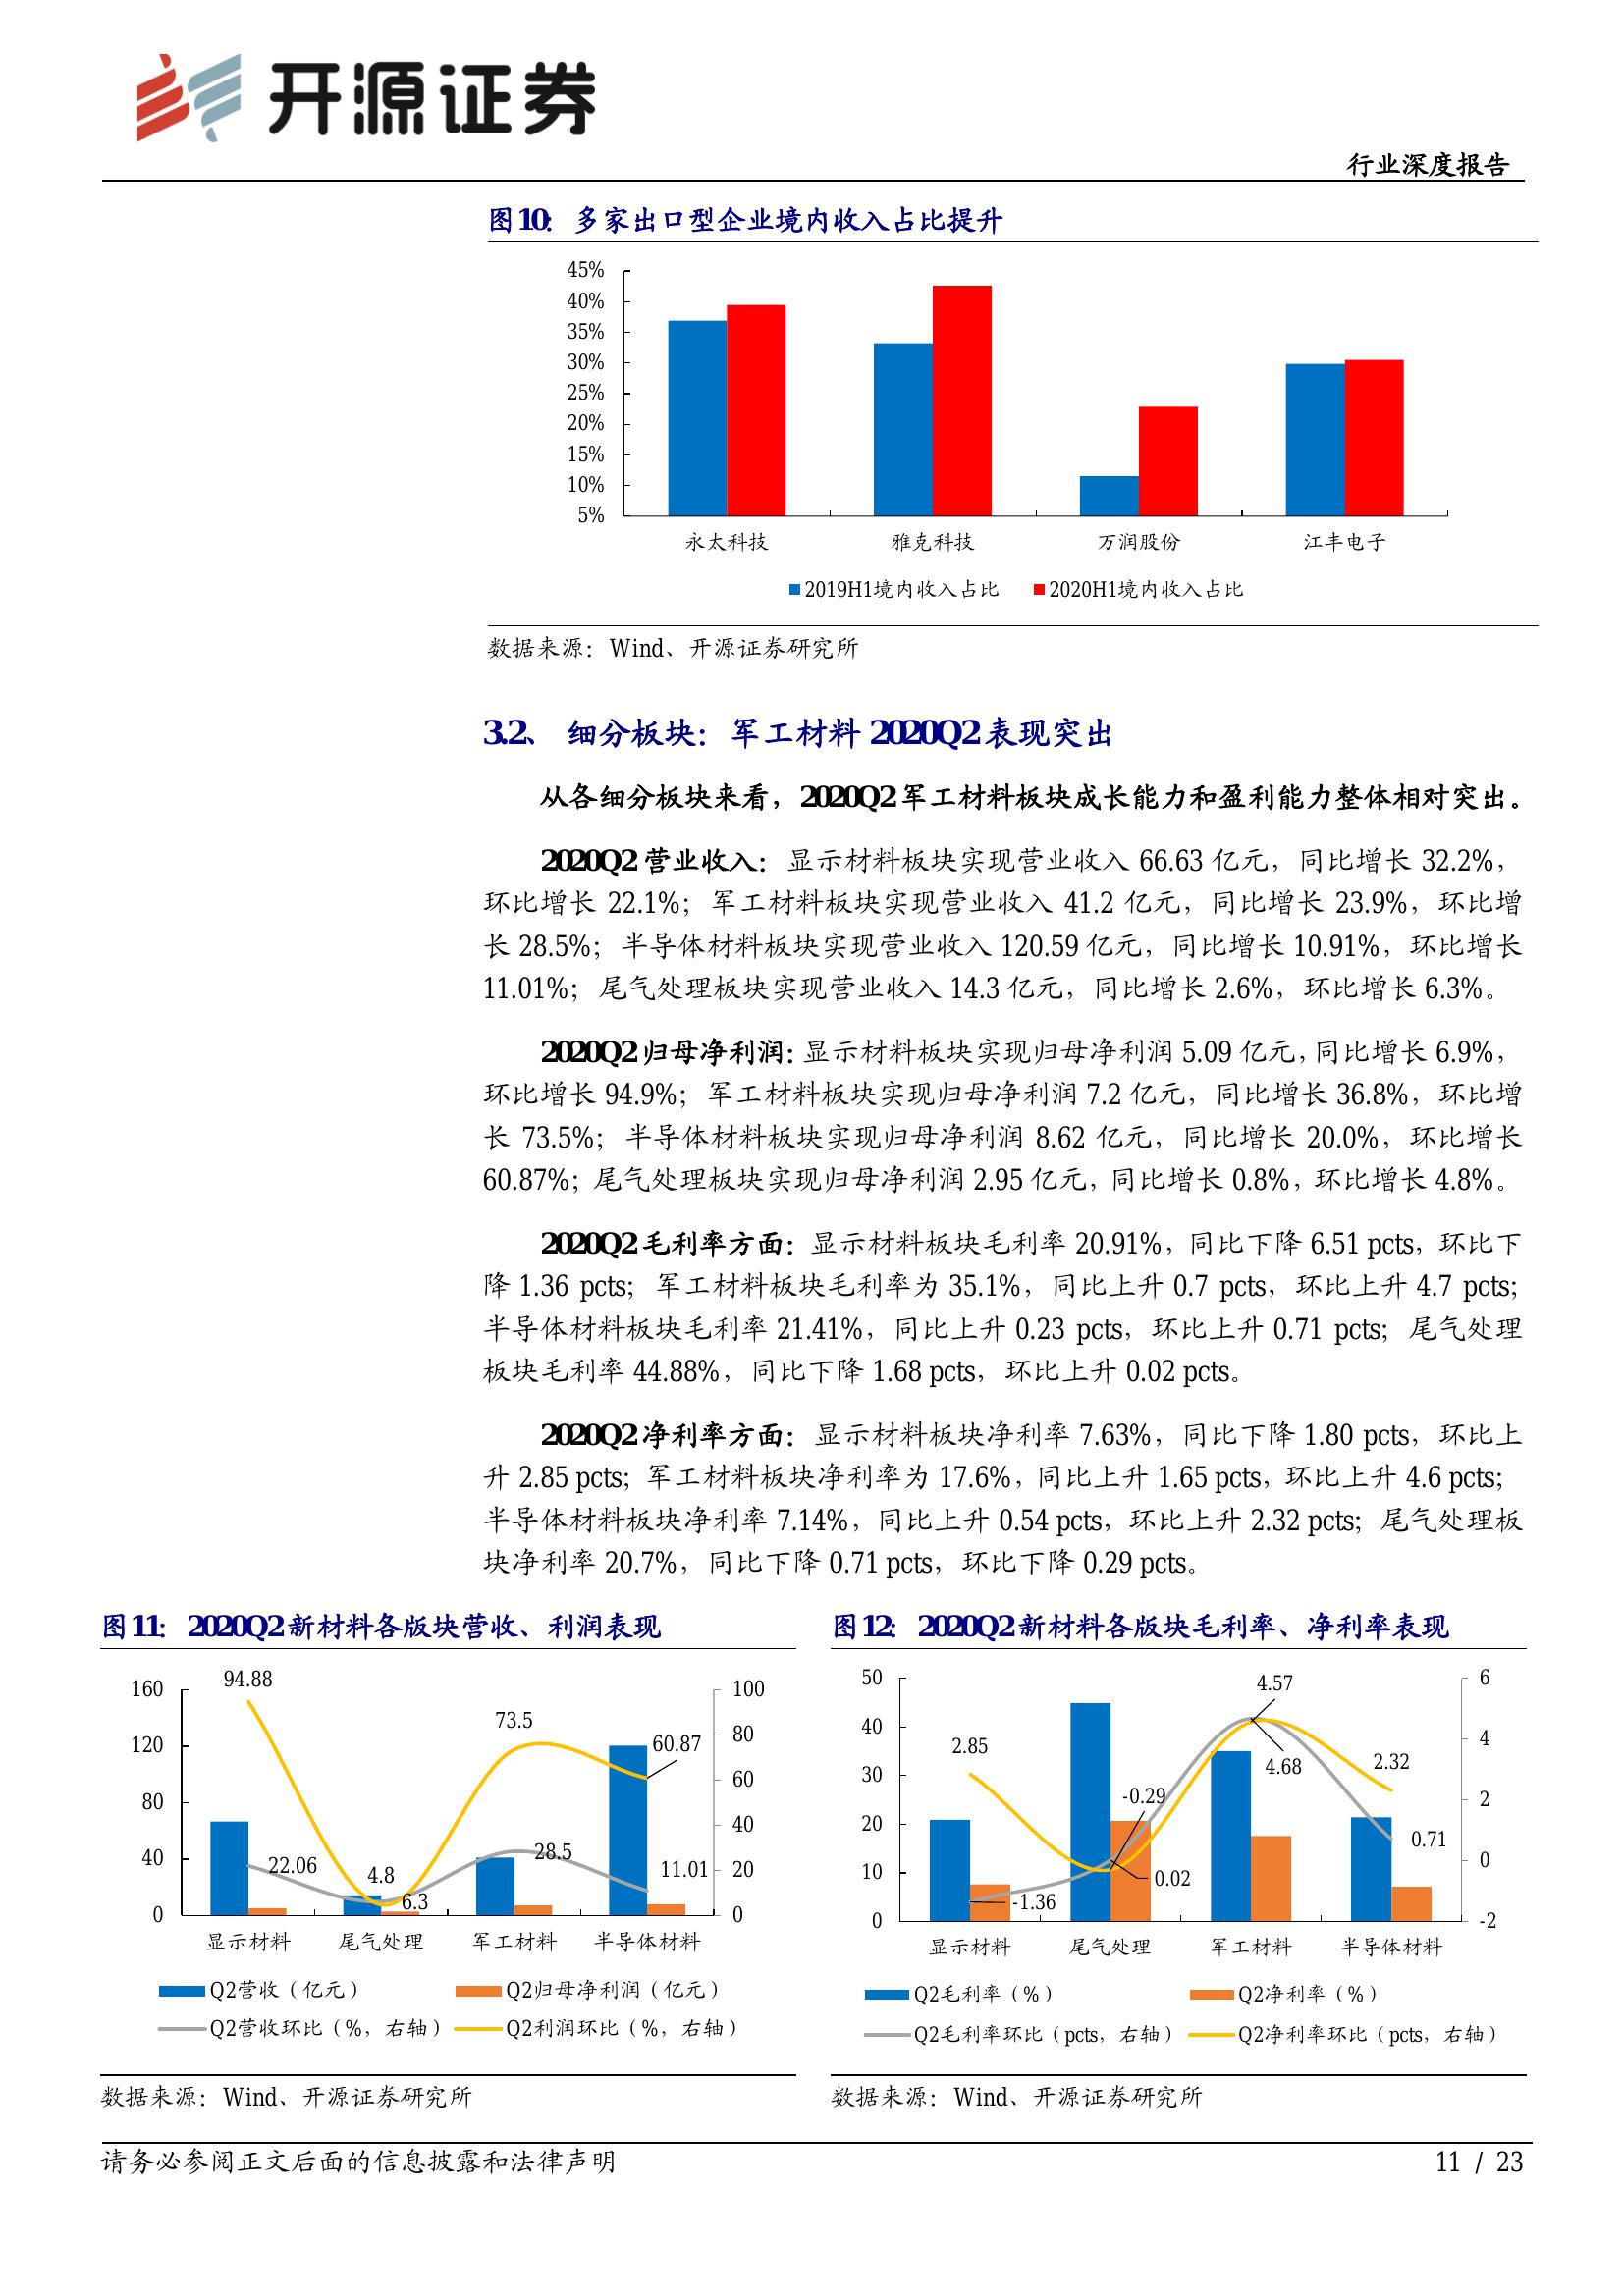 开源证券
行业深度报告
图10：多家出口型企业境内收入占比提升
45%
40%
35%
30%
25%
20%
15%
10%
5%
永太科技 雅克科技 万润股份 江丰电子
2019H1境内收入占比 2020H1境内收入占比
数据来源：Wind、开源证券研究所
3.2、 细分板块：军工材料 2020Q2 表现突出
从各细分板块来看，2020Q2 军工材料板块成长能力和盈利能力整体相对突出。
2020Q2 营业收入：显示材料板块实现营业收入 66.63 亿元，同比增长 32.2%，
环比增长 22.1%；军工材料板块实现营业收入 41.2 亿元，同比增长 23.9%，环比增
长 28.5%；半导体材料板块实现营业收入 120.59 亿元，同比增长 10.91%，环比增长
11.01%；尾气处理板块实现营业收入 14.3 亿元，同比增长 2.6%，环比增长 6.3%。
2020Q2 归母净利润：显示材料板块实现归母净利润 5.09 亿元，同比增长 6.9%，
环比增长 94.9%；军工材料板块实现归母净利润 7.2 亿元，同比增长 36.8%，环比增
长 73.5%；半导体材料板块实现归母净利润 8.62 亿元，同比增长 20.0%，环比增长
60.87%；尾气处理板块实现归母净利润 2.95 亿元，同比增长 0.8%，环比增长 4.8%。
2020Q2 毛利率方面：显示材料板块毛利率 20.91%，同比下降 6.51 pcts，环比下
降 1.36 pcts；军工材料板块毛利率为 35.1%，同比上升 0.7 pcts，环比上升 4.7 pcts；
半导体材料板块毛利率 21.41%，同比上升 0.23 pcts，环比上升 0.71 pcts；尾气处理
板块毛利率 44.88%，同比下降 1.68 pcts，环比上升 0.02 pcts。
2020Q2 净利率方面：显示材料板块净利率 7.63%，同比下降 1.80 pcts，环比上
升 2.85 pcts；军工材料板块净利率为 17.6%，同比上升 1.65 pcts，环比上升 4.6 pcts；
半导体材料板块净利率 7.14%，同比上升 0.54 pcts，环比上升 2.32 pcts；尾气处理板
块净利率 20.7%，同比下降 0.71 pcts，环比下降 0.29 pcts。
图11：2020Q2新材料各版块营收、利润表现
160
120
80
40
0
100
80
60
40
20
0
94.88
4.8
73.5
60.87
22.06
6.3
28.5
11.01
显示材料 尾气处理 军工材料 半导体材料
Q2营收（亿元） Q2归母净利润（亿元）
Q2营收环比（%，右轴） Q2利润环比（%，右轴）
数据来源：Wind、开源证券研究所
图12：2020Q2新材料各版块毛利率、净利率表现
50
40
30
20
10
0
6
4
2
0
-2
2.85
-0.29
4.57
2.32
-1.36
0.02
4.68
0.71
显示材料 尾气处理 军工材料 半导体材料
Q2毛利率（%） Q2净利率（%）
Q2毛利率环比（pcts，右轴） Q2净利率环比（pcts，右轴）
数据来源：Wind、开源证券研究所
请务必参阅正文后面的信息披露和法律声明
11 / 23